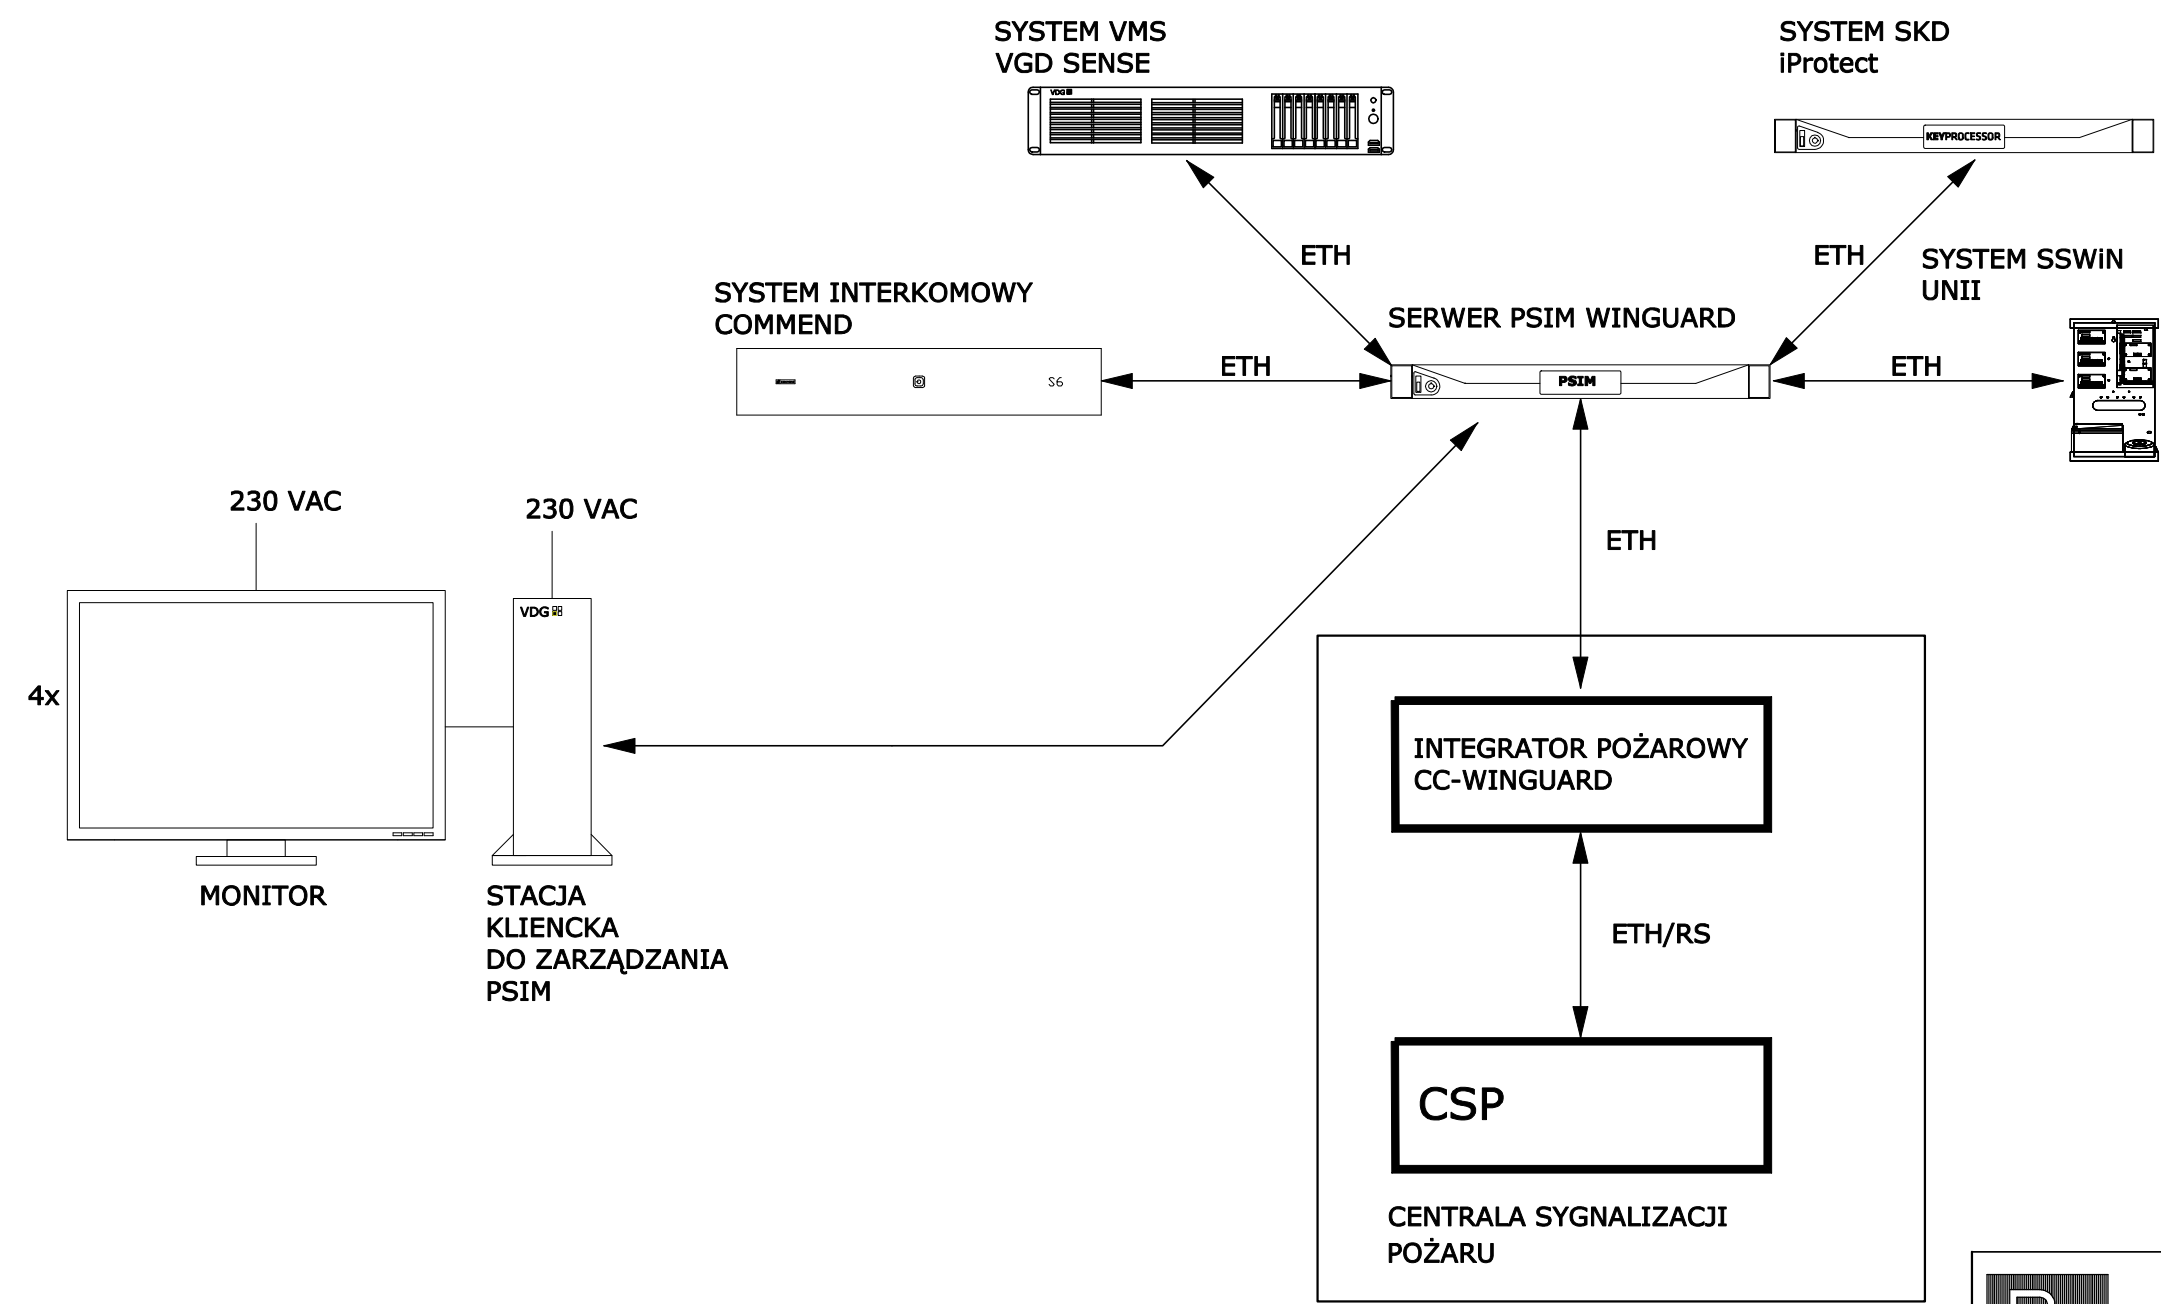 SYSTEM VMS
VGD SENSE
VDG
SYSTEM SKD
iProtect
KEYPROCESSOR
ETH
ETH
SYSTEM SSWiN
UNII
SYSTEM INTERKOMOWY
COMMEND
S6
ETH
SERWER PSIM WINGUARD
PSIM
ETH
230 VAC
230 VAC
ETH
VDG
4x
INTEGRATOR POŻAROWY
CC-WINGUARD
MONITOR
STACJA
KLIENCKA
DO ZARZĄDZANIA
PSIM
ETH/RS
CSP
CENTRALA SYGNALIZACJI
POŻARU